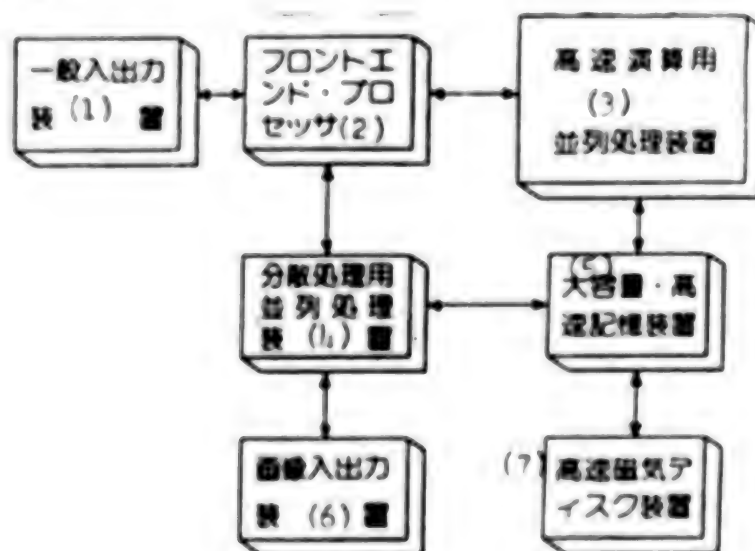 一般入出力
装 (1) 置
フロントエ
ンド・プロ
セッサ(2)
高速演算用
(3)
並列処理装置
分散処理用
並列処理
装 (4) 置
(5)
大容量・高
速記憶装置
画像入出力
装 (6) 置
(7) 高速磁気デ
ィスク装置